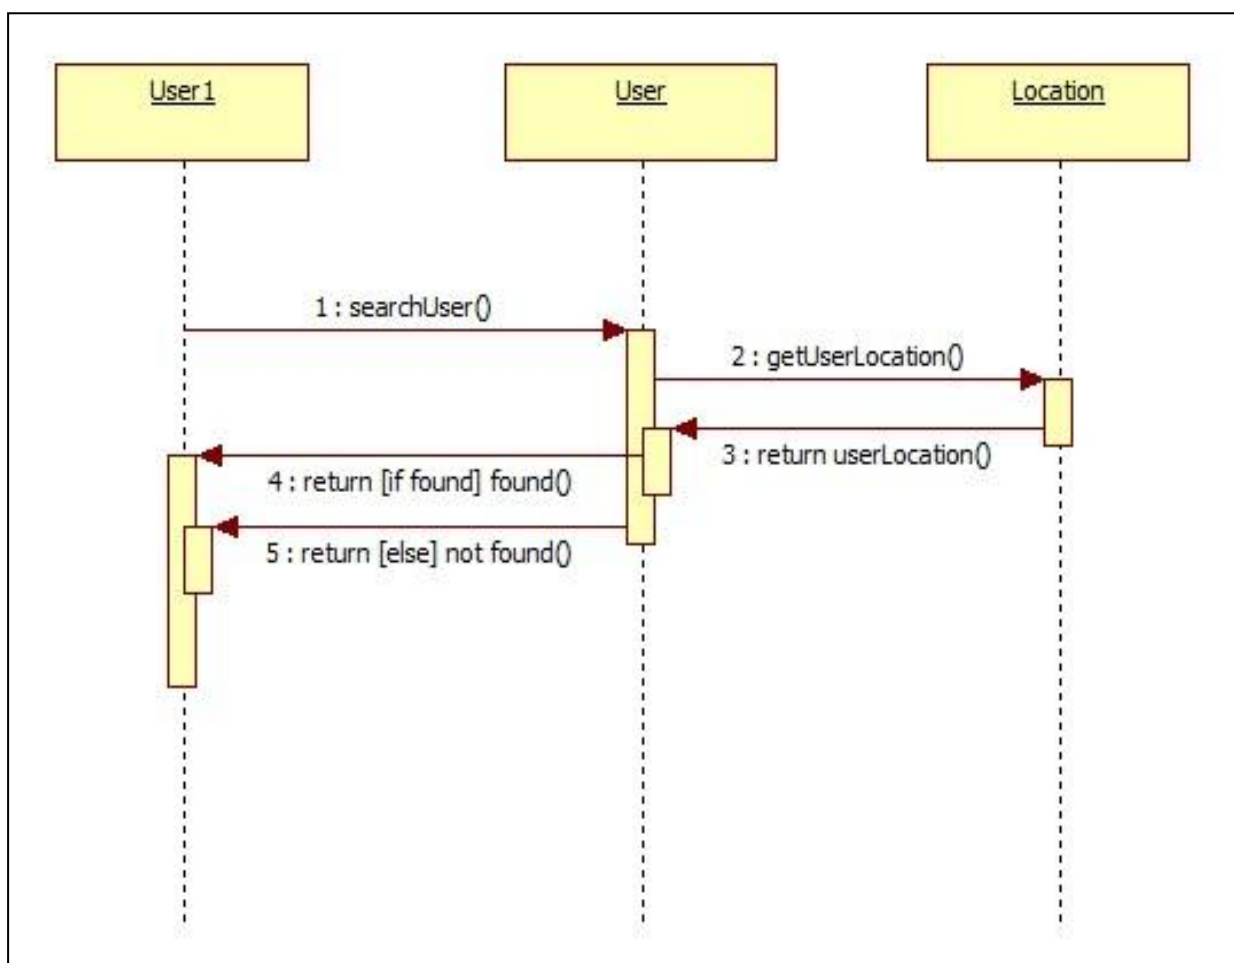 User1
User
Location
1 : searchUser()
2 : getUserLocation()
3 : return userLocation()
4 : return [if found] found()
5 : return [else] not found()